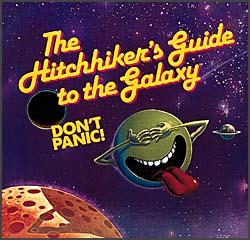 The
Hitchhiker's Guide
to the Galaxy
DON'T
PANIC!